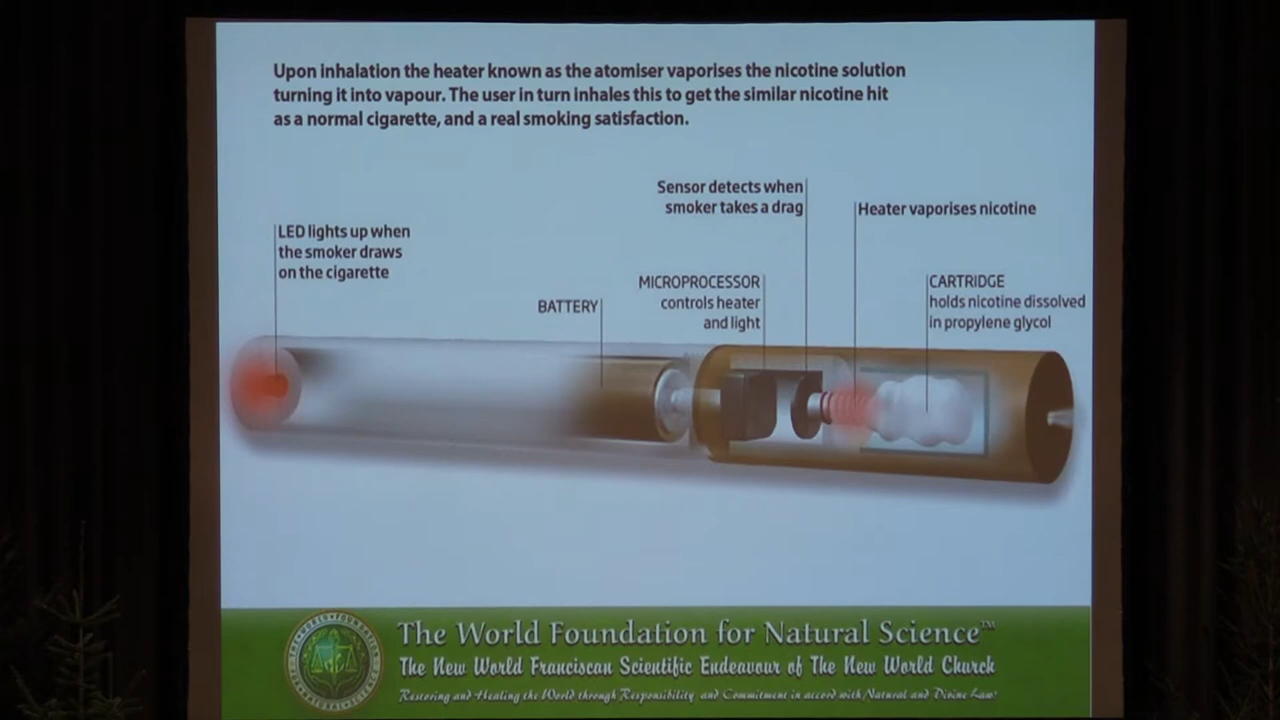 Upon inhalation the heater known as the atomiser vaporises the nicotine solution
turning it into vapour. The user in turn inhales this to get the similar nicotine hit
as a normal cigarette, and a real smoking satisfaction.
Sensor detects when
smoker takes a drag
Heater vaporises nicotine
LED lights up when
the smoker draws
on the cigarette
BATTERY
MICROPROCESSOR
controls heater
and light
CARTRIDGE
holds nicotine dissolved
in propylene glycol
The World Foundation for Natural Science™
The New World Franciscan Scientific Endeavour of The New World Church
Restoring and Healing the World through Responsibility and Commitment in accord with Natural and Divine Law!